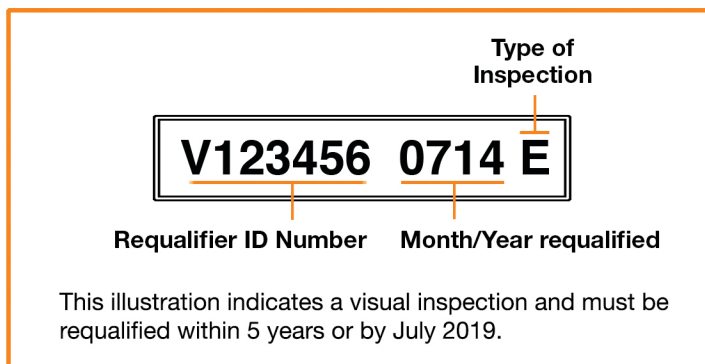 Type of
Inspection
V123456 0714 E
Requalifier ID Number Month/Year requalified
This illustration indicates a visual inspection and must be
requalified within 5 years or by July 2019.